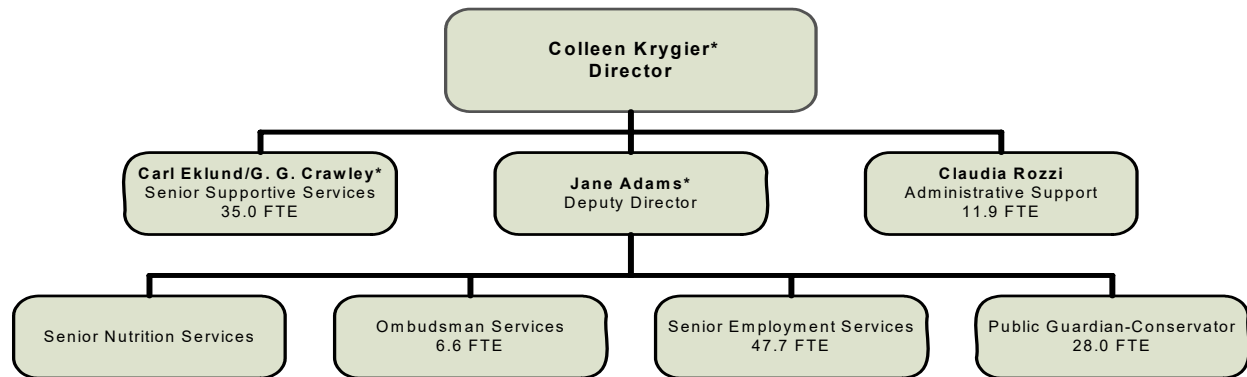 Colleen Krygier*
Director
Carl Eklund/G. G. Crawley*
Senior Supportive Services
35.0 FTE
Jane Adams*
Deputy Director
Claudia Rozzi
Administrative Support
11.9 FTE
Senior Nutrition Services
Ombudsman Services
6.6 FTE
Senior Employment Services
47.7 FTE
Public Guardian-Conservator
28.0 FTE